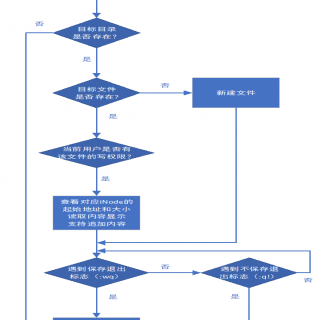 否
目标目录
是否存在?
是
目标文件
是否存在?
否
新建文件
是
当前用户是否有
该文件的写权限?
是
查看对应iNode的
起始地址和大小
读取内容显示
支持追加内容
遇到保存退出
标志（:wq）
否
遇到不保存退
出标志（:q!）
否
是
是